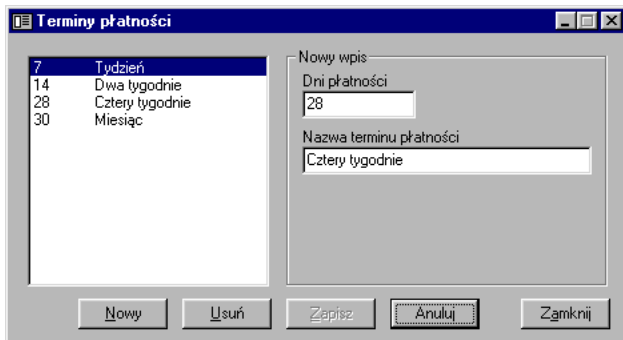 Terminy płatności
7 Tydzień
14 Dwa tygodnie
28 Cztery tygodnie
30 Miesiąc
Nowy wpis
Dni płatności
28
Nazwa terminu płatności
Cztery tygodnie
Nowy Usuń Zapisz Anuluj Zamknij